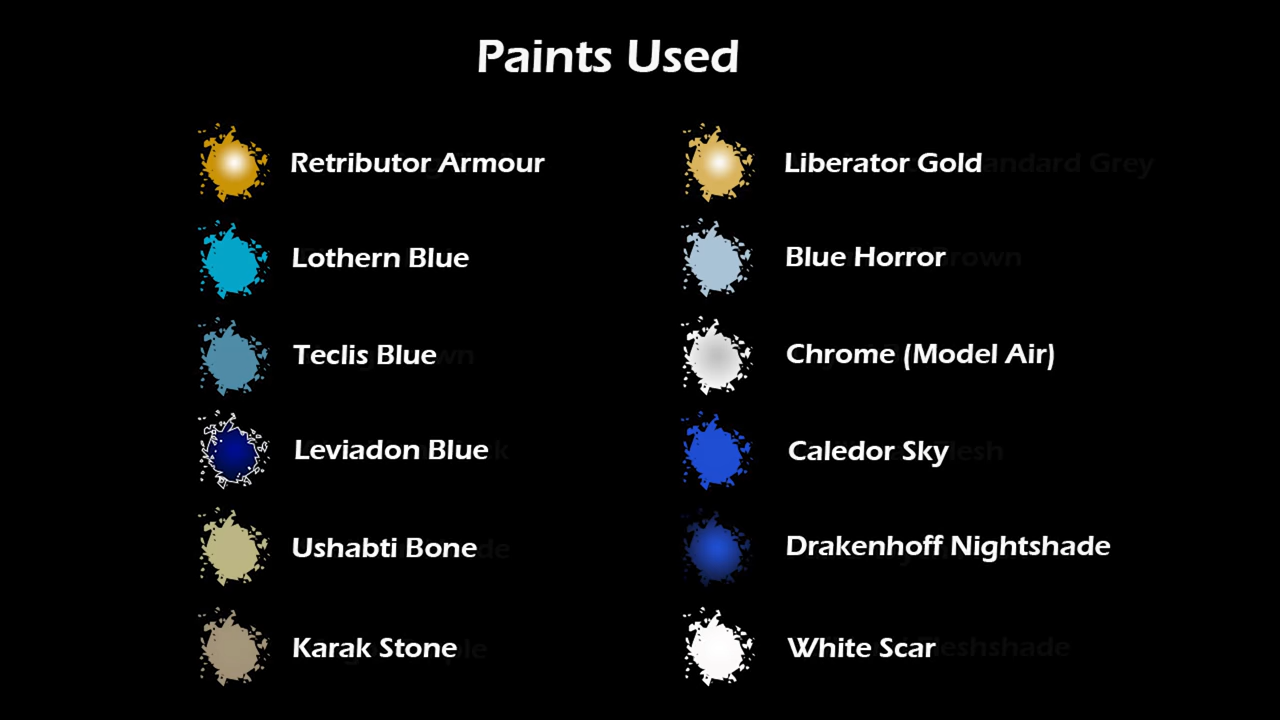 Paints Used
Retributor Armour
Liberator Gold
Lothern Blue
Blue Horror
Teclis Blue
Chrome (Model Air)
Leviadon Blue
Caledor Sky
Ushabti Bone
Drakenhoff Nightshade
Karak Stone
White Scar